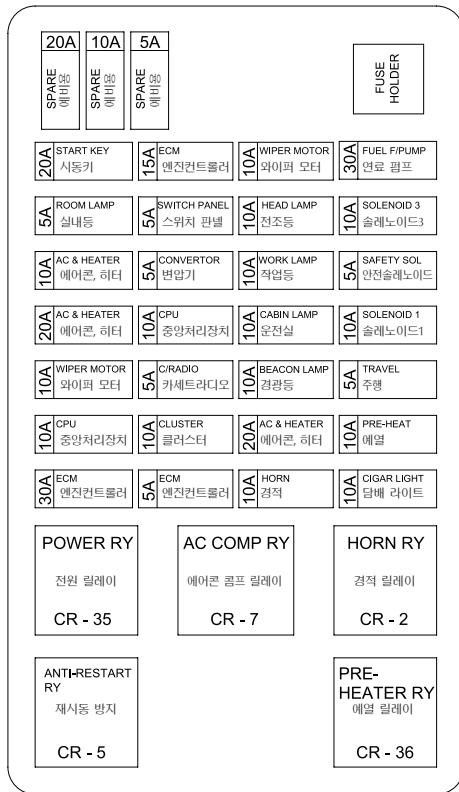 20A
SPARE
예비용
10A
SPARE
예비용
5A
SPARE
예비용
FUSE
HOLDER
20A
START KEY
시동키
15A
ECM
엔진컨트롤러
10A
WIPER MOTOR
와이퍼 모터
30A
FUEL F/PUMP
연료 펌프
5A
ROOM LAMP
실내등
5A
SWITCH PANEL
스위치 판넬
10A
HEAD LAMP
전조등
10A
SOLENOID 3
솔레노이드3
10A
AC & HEATER
에어콘, 히터
5A
CONVERTOR
변압기
10A
WORK LAMP
작업등
5A
SAFETY SOL
안전솔레노이드
20A
AC & HEATER
에어콘, 히터
10A
CPU
중앙처리장치
10A
CABIN LAMP
운전실
10A
SOLENOID 1
솔레노이드1
10A
WIPER MOTOR
와이퍼 모터
5A
C/RADIO
카세트라디오
10A
BEACON LAMP
경광등
5A
TRAVEL
주행
10A
CPU
중앙처리장치
10A
CLUSTER
클러스터
20A
AC & HEATER
에어콘, 히터
10A
PRE-HEAT
예열
30A
ECM
엔진컨트롤러
5A
ECM
엔진컨트롤러
10A
HORN
경적
10A
CIGAR LIGHT
담배 라이트
POWER RY
전원 릴레이
CR - 35
AC COMP RY
에어콘 콤프 릴레이
CR - 7
HORN RY
경적 릴레이
CR - 2
ANTI-RESTART
RY
재시동 방지
CR - 5
PRE-
HEATER RY
예열 릴레이
CR - 36